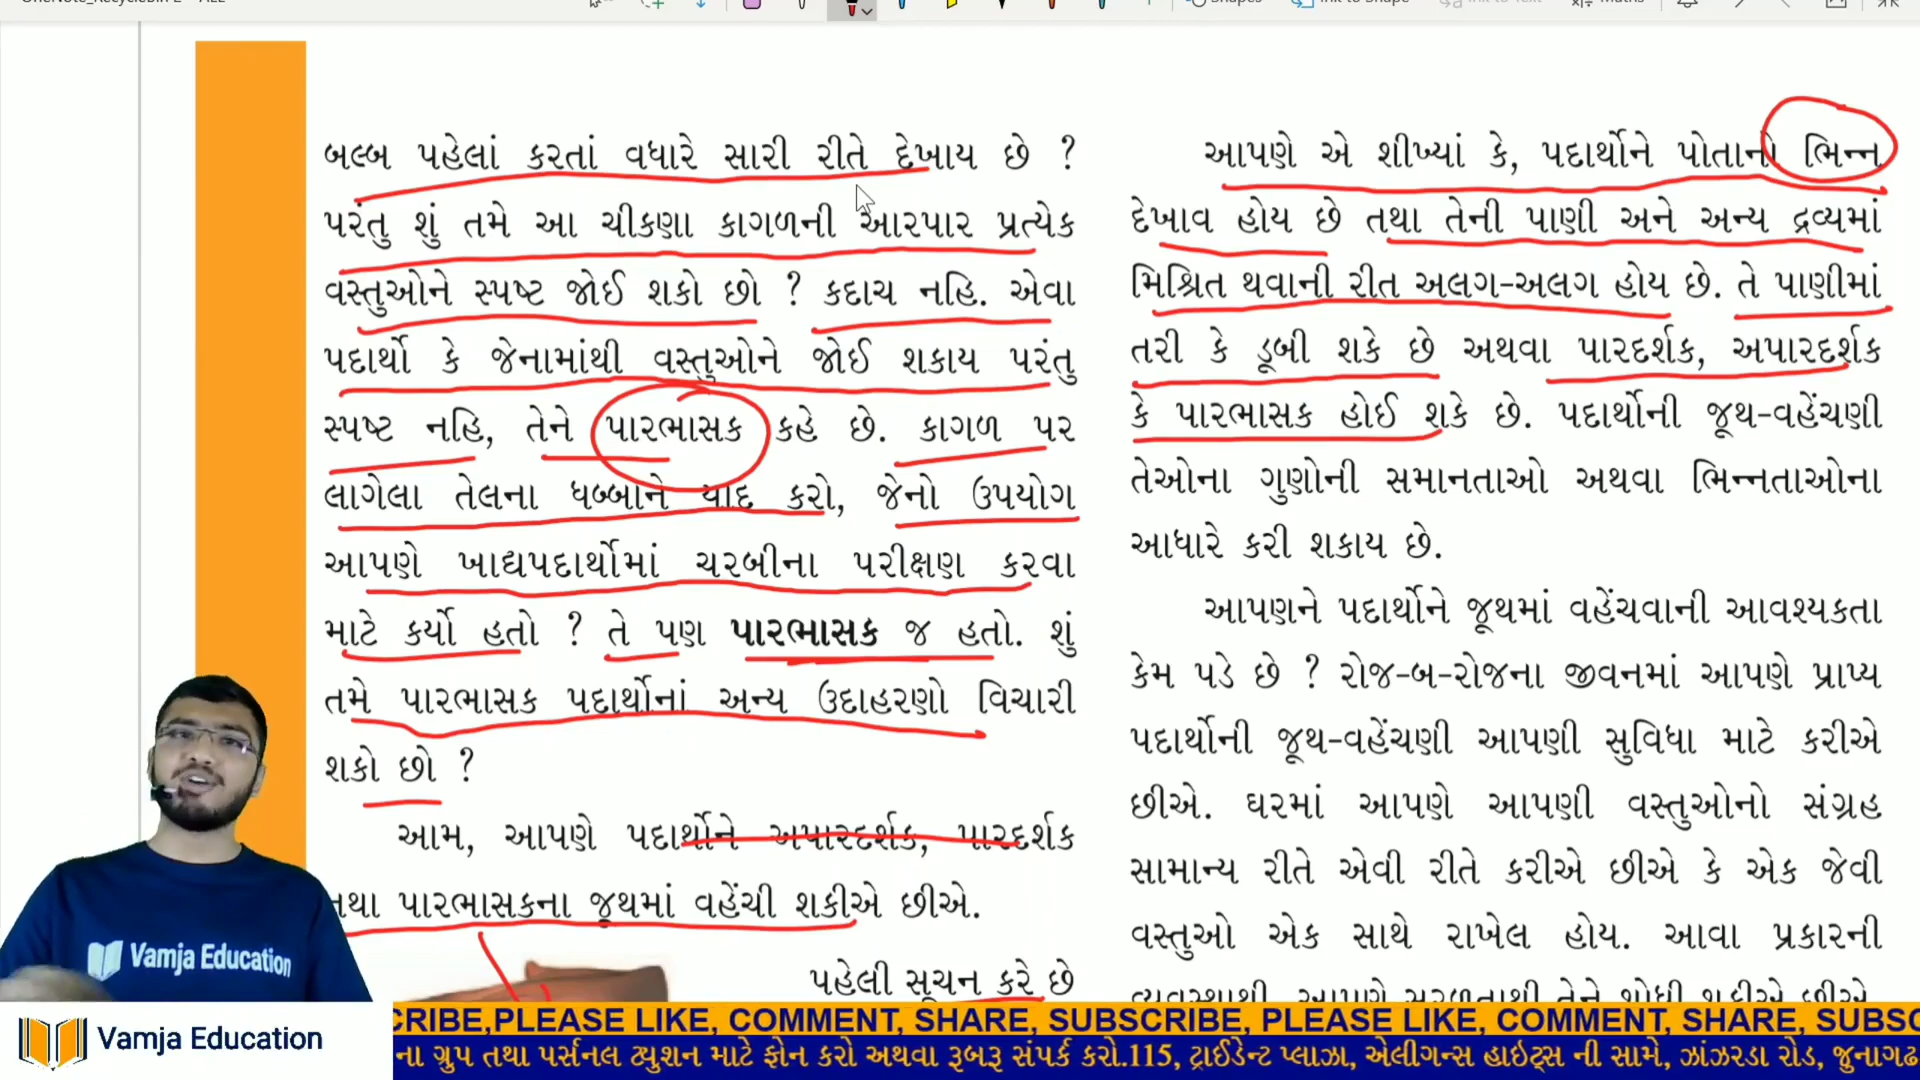 બલ્બ પહેલાં કરતાં વધારે સારી રીતે દેખાય છે ?
પરંતુ શું તમે આ ચીકણા કાગળની આરપાર પ્રત્યેક
વસ્તુઓને સ્પષ્ટ જોઈ શકો છો ? કદાચ નહિ. એવા
પદાર્થો કે જેનામાંથી વસ્તુઓને જોઈ શકાય પરંતુ
સ્પષ્ટ નહિ, તેને પારભાસક કહે છે. કાગળ પર
લાગેલા તેલના ધબ્બાને યાદ કરો, જેનો ઉપયોગ
આપણે ખાદ્યપદાર્થોમાં ચરબીના પરીક્ષણ કરવા
માટે કર્યો હતો ? તે પણ પારભાસક જ હતો. શું
તમે પારભાસક પદાર્થોનાં અન્ય ઉદાહરણો વિચારી
શકો છો ?
આમ, આપણે પદાર્થોને અપારદર્શક, પારદર્શક
તથા પારભાસકના જૂથમાં વહેંચી શકીએ છીએ.
પહેલી સૂચન કરે છે
આપણે એ શીખ્યાં કે, પદાર્થોને પોતાનો ભિન્ન
દેખાવ હોય છે તથા તેની પાણી અને અન્ય દ્રવ્યમાં
મિશ્રિત થવાની રીત અલગ-અલગ હોય છે. તે પાણીમાં
તરી કે ડૂબી શકે છે અથવા પારદર્શક, અપારદર્શક
કે પારભાસક હોઈ શકે છે. પદાર્થોની જૂથ-વહેંચણી
તેઓના ગુણોની સમાનતાઓ અથવા ભિન્નતાઓના
આધારે કરી શકાય છે.
આપણને પદાર્થોને જૂથમાં વહેંચવાની આવશ્યકતા
કેમ પડે છે ? રોજ-બ-રોજના જીવનમાં આપણે પ્રાપ્ય
પદાર્થોની જૂથ-વહેંચણી આપણી સુવિધા માટે કરીએ
છીએ. ઘરમાં આપણે આપણી વસ્તુઓનો સંગ્રહ
સામાન્ય રીતે એવી રીતે કરીએ છીએ કે એક જેવી
વસ્તુઓ એક સાથે રાખેલ હોય. આવા પ્રકારની
વ્યવસ્થાથી આપણે સરળતાથી તેને શોધી શકીએ છીએ.
Vamja Education
Vamja Education
CRIBE,PLEASE LIKE, COMMENT, SHARE, SUBSCRIBE, PLEASE LIKE, COMMENT, SHARE, SUBSC
ના ગ્રુપ તથા પર્સનલ ટ્યુશન માટે ફોન કરો અથવા રૂબરૂ સંપર્ક કરો.115, ટ્રાઈડેન્ટ પ્લાઝા, એલીગન્સ હાઇટ્સ ની સામે, ઝાંઝરડા રોડ, જુનાગઢ